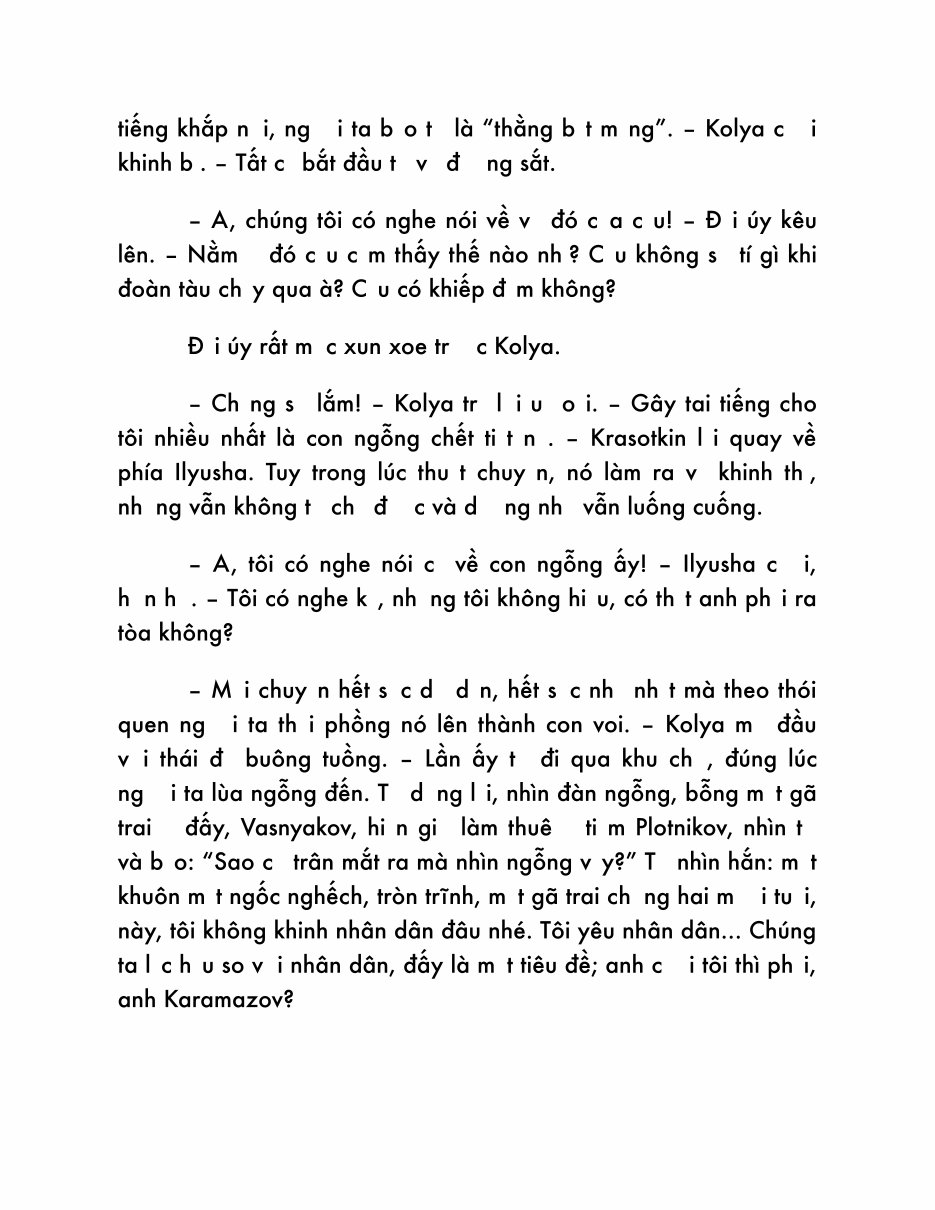 tiếng khắp n i, ng i ta b o t là “thằng b t m ng”. – Kolya c i
khinh b . – Tất c bắt đầu t v đ ng sắt.
– A, chúng tôi có nghe nói về v đó c a c u! – Đ i úy kêu
lên. – Nằm đó c u c m thấy thế nào nh ? C u không s tí gì khi
đoàn tàu ch y qua à? C u có khiếp đ m không?
Đ i úy rất m c xun xoe tr c Kolya.
– Ch ng s lắm! – Kolya tr l i u o i. – Gây tai tiếng cho
tôi nhiều nhất là con ngỗng chết ti t n . – Krasotkin l i quay về
phía Ilyusha. Tuy trong lúc thu t chuy n, nó làm ra v khinh th ,
nh ng vẫn không t ch đ c và d ng nh vẫn luống cuống.
– A, tôi có nghe nói c về con ngỗng ấy! – Ilyusha c i,
h n h . – Tôi có nghe k , nh ng tôi không hi u, có th t anh ph i ra
tòa không?
– M i chuy n hết s c d d n, hết s c nh nh t mà theo thói
quen ng i ta th i phồng nó lên thành con voi. – Kolya m đầu
v i thái đ buông tuồng. – Lần ấy t đi qua khu ch , đúng lúc
ng i ta lùa ngỗng đến. T d ng l i, nhìn đàn ngỗng, bỗng m t gã
trai đấy, Vasnyakov, hi n gi làm thuê ti m Plotnikov, nhìn t
và b o: “Sao c trân mắt ra mà nhìn ngỗng v y?” T nhìn hắn: m t
khuôn m t ngốc nghếch, tròn trĩnh, m t gã trai ch ng hai m i tu i,
này, tôi không khinh nhân dân đâu nhé. Tôi yêu nhân dân... Chúng
ta l c h u so v i nhân dân, đấy là m t tiêu đề; anh c i tôi thì ph i,
anh Karamazov?